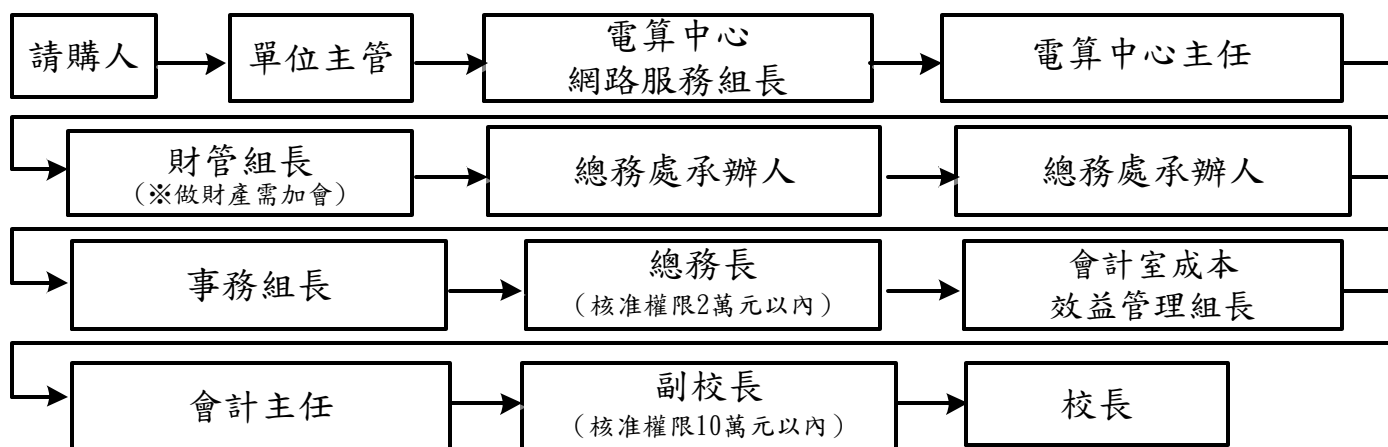 請購人
單位主管
電算中心
網路服務組長
電算中心主任
財管組長
(※做財產需加會)
總務處承辦人
總務處承辦人
事務組長
總務長
(核准權限2萬元以內)
會計室成本
效益管理組長
會計主任
副校長
(核准權限10萬元以內)
校長